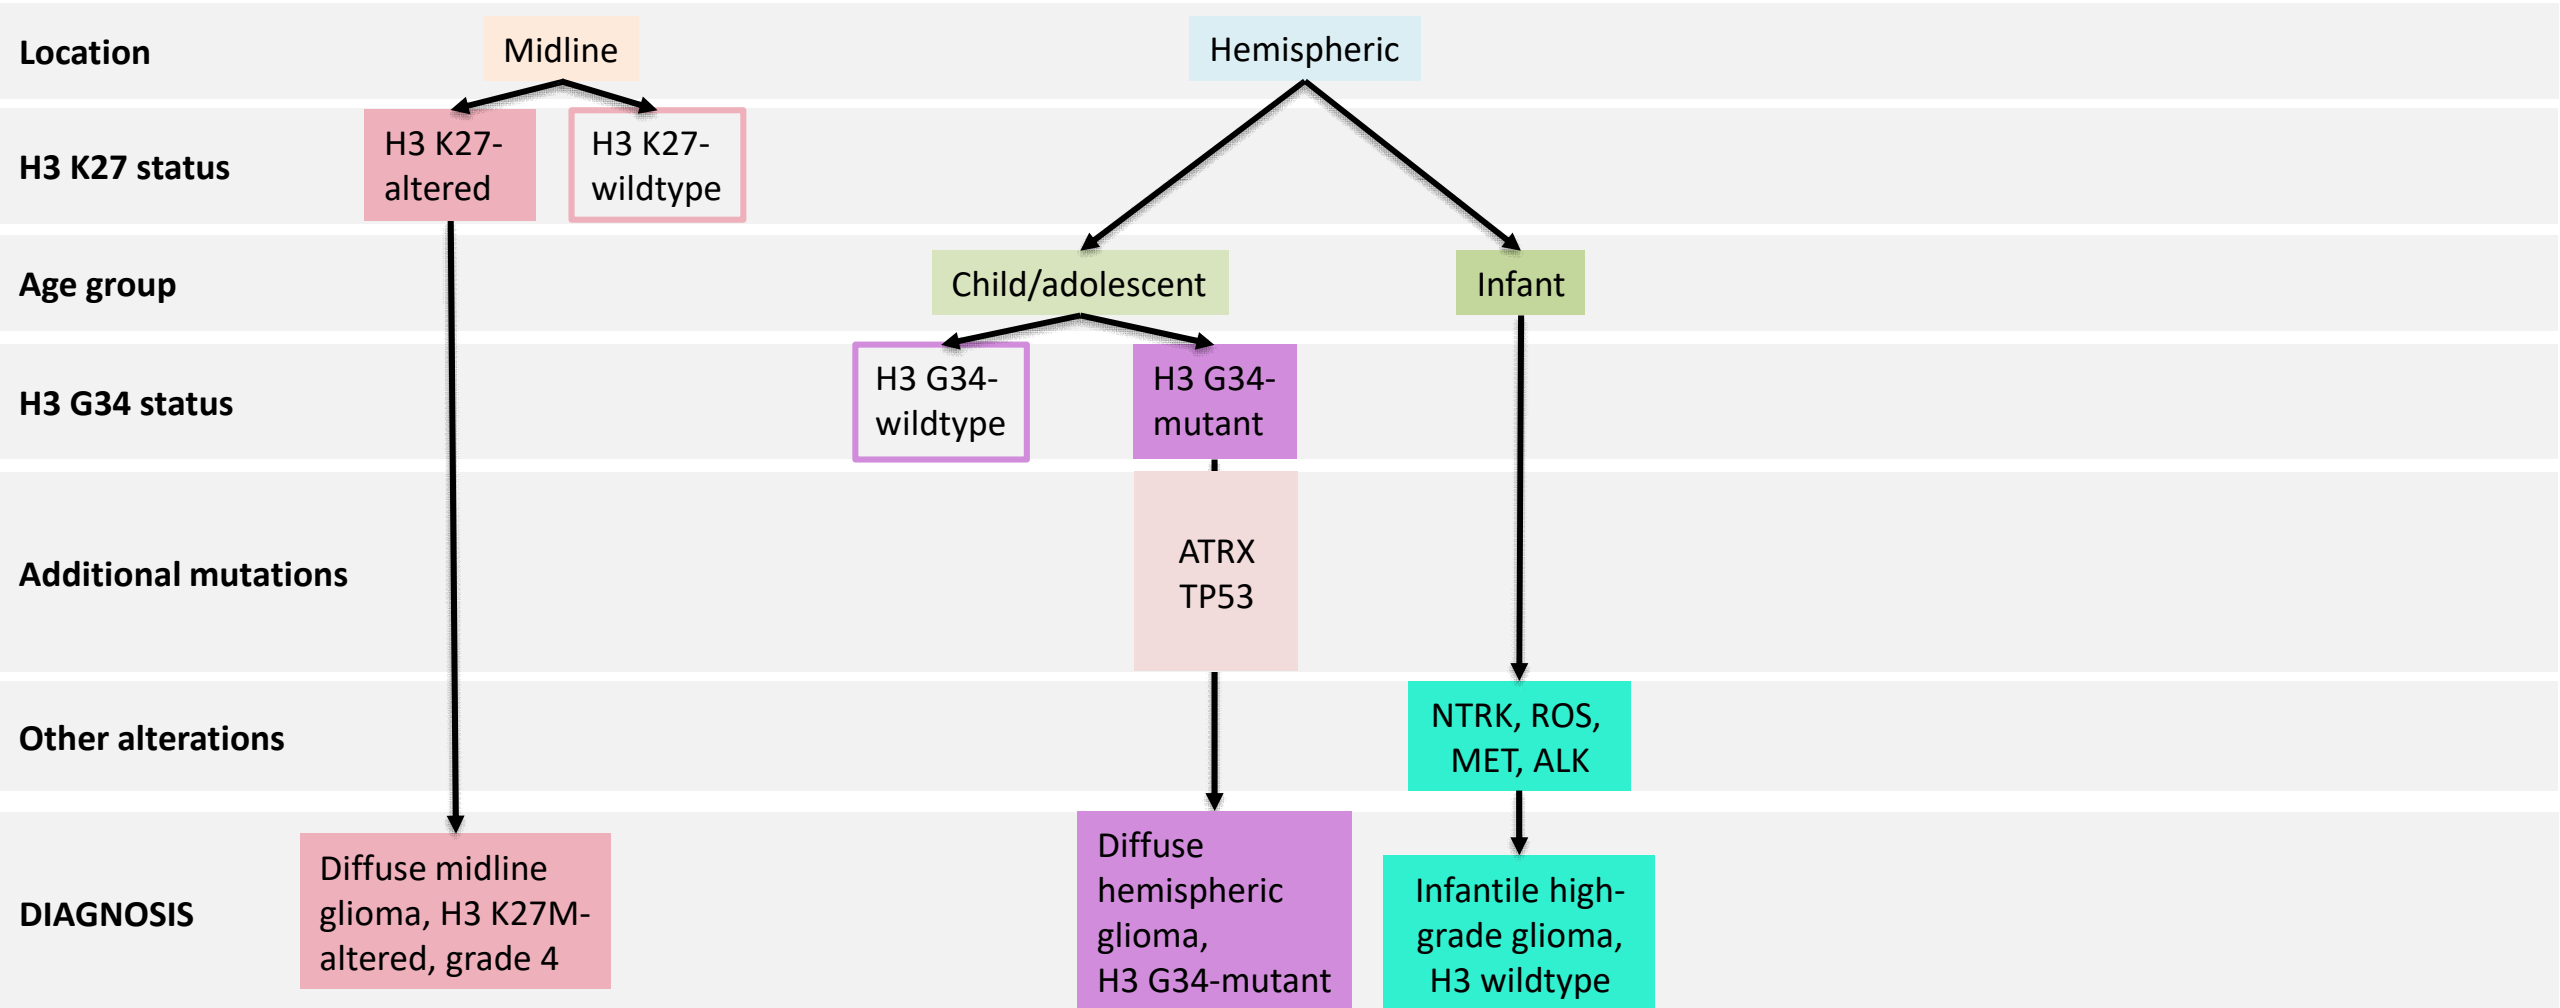 Location
Midline
Hemispheric
H3 K27 status
H3 K27-
altered
H3 K27-
wildtype
Age group
Child/adolescent
Infant
H3 G34 status
H3 G34-
wildtype
H3 G34-
mutant
Additional mutations
ATRX
TP53
Other alterations
NTRK, ROS,
MET, ALK
DIAGNOSIS
Diffuse midline
glioma, H3 K27M-
altered, grade 4
Diffuse
hemispheric
glioma,
H3 G34-mutant
Infantile high-
grade glioma,
H3 wildtype